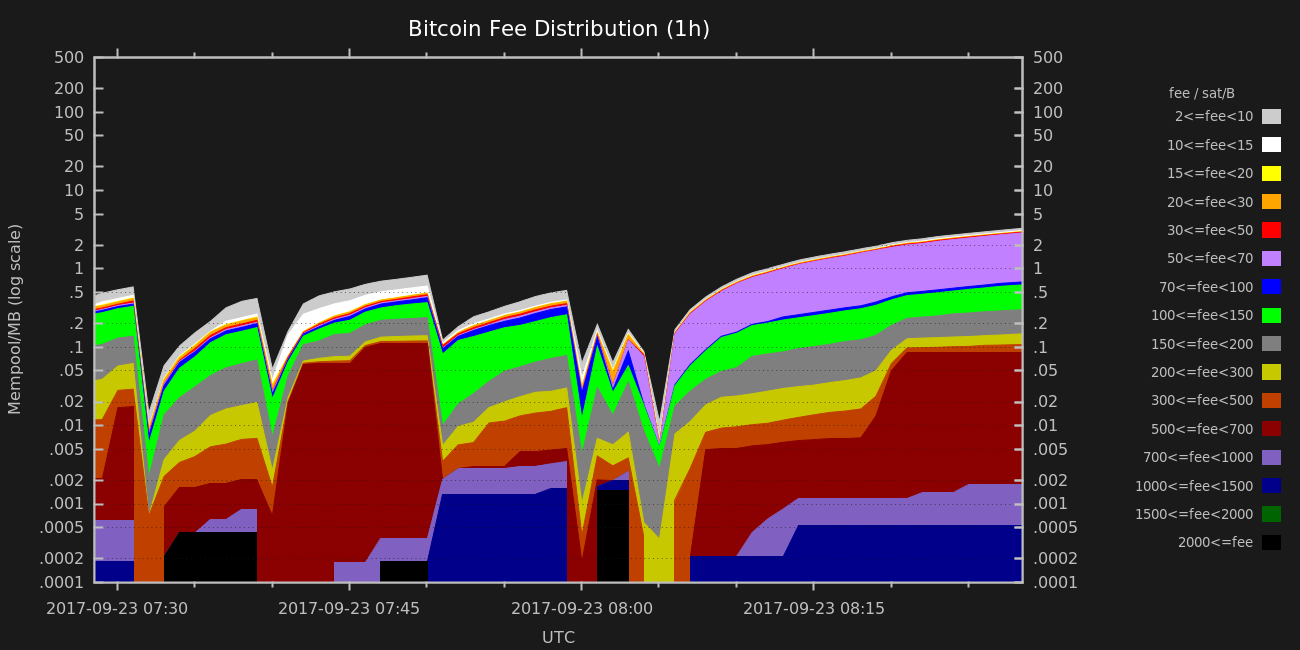 Bitcoin Fee Distribution (1h)
500
200
100
50
20
10
5
2
1
.5
.2
.1
.05
.02
.01
.005
.002
.001
.0005
.0002
.0001
Mempool/MB (log scale)
500
200
100
50
20
10
5
2
1
.5
.2
.1
.05
.02
.01
.005
.002
.001
.0005
.0002
.0001
2017-09-23 07:30
2017-09-23 07:45
2017-09-23 08:00
2017-09-23 08:15
UTC
fee / sat/B
2<=fee<10
10<=fee<15
15<=fee<20
20<=fee<30
30<=fee<50
50<=fee<70
70<=fee<100
100<=fee<150
150<=fee<200
200<=fee<300
300<=fee<500
500<=fee<700
700<=fee<1000
1000<=fee<1500
1500<=fee<2000
2000<=fee